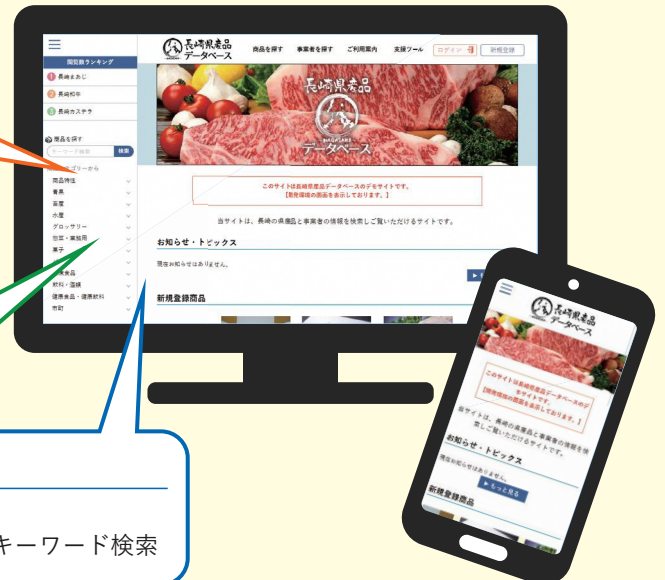 長崎県産品
データベース
商品を探す
事業者を探す
ご利用案内
支援ツール
ログイン
新規登録
閲覧数ランキング
1 長崎まあじ
2 長崎和牛
3 長崎カステラ
商品を探す
キーワード検索
検索
ゴリーから
商品特性
青果
畜産
水産
グロッサリー
惣菜・業務用
菓子
食品
飲料・酒類
健康食品・健康飲料
市町
長崎県産品
NAGASAKI
データベース
このサイトは長崎県産品データベースのデモサイトです。
【開発環境の画面を表示しております。】
当サイトは、長崎の県産品と事業者の情報を検索しご覧いただけるサイトです。
お知らせ・トピックス
現在お知らせはありません。
新規登録商品
長崎県産品
データベース
このサイトは長崎県産品データベースのデ
モサイトです。
【開発環境の画面を表示しております。】
当サイトは、長崎の県産品と事業者の情報を検
索しご覧いただけるサイトです。
お知らせ・トピックス
現在お知らせはありません。
▶ もっと見る
新規登録商品
キーワード検索